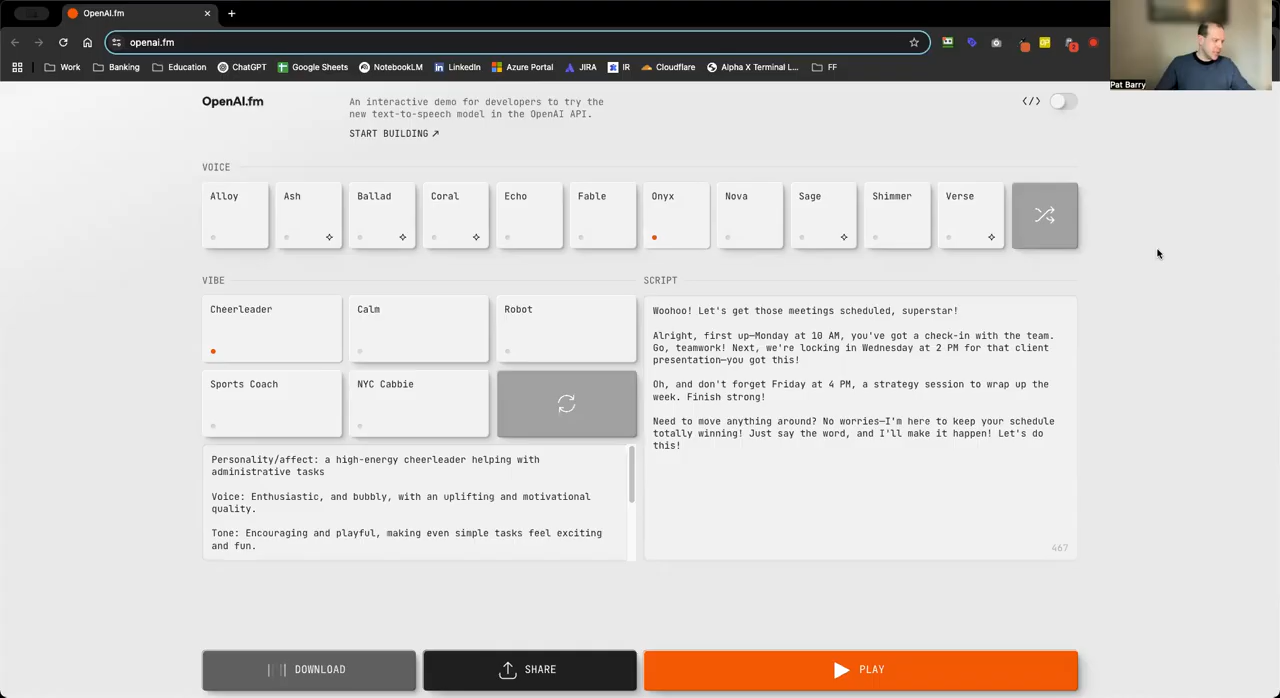 OpenAI.fm
openai.fm
Work
Banking
Education
ChatGPT
Google Sheets
NotebookLM
LinkedIn
Azure Portal
JIRA
IR
Cloudflare
Alpha X Terminal L...
FF
Pat Barry
OpenAI.fm
An interactive demo for developers to try the
new text-to-speech model in the OpenAI API.
START BUILDING ↗
</>
VOICE
Alloy
Ash
Ballad
Coral
Echo
Fable
Onyx
Nova
Sage
Shimmer
Verse
VIBE
Cheerleader
Calm
Robot
Sports Coach
NYC Cabbie
Personality/affect: a high-energy cheerleader helping with
administrative tasks
Voice: Enthusiastic, and bubbly, with an uplifting and motivational
quality.
Tone: Encouraging and playful, making even simple tasks feel exciting
and fun.
SCRIPT
Woohoo! Let's get those meetings scheduled, superstar!
Alright, first up—Monday at 10 AM, you've got a check-in with the team.
Go, teamwork! Next, we're locking in Wednesday at 2 PM for that client
presentation—you got this!
Oh, and don't forget Friday at 4 PM, a strategy session to wrap up the
week. Finish strong!
Need to move anything around? No worries—I'm here to keep your schedule
totally winning! Just say the word, and I'll make it happen! Let's do
this!
467
DOWNLOAD
SHARE
PLAY